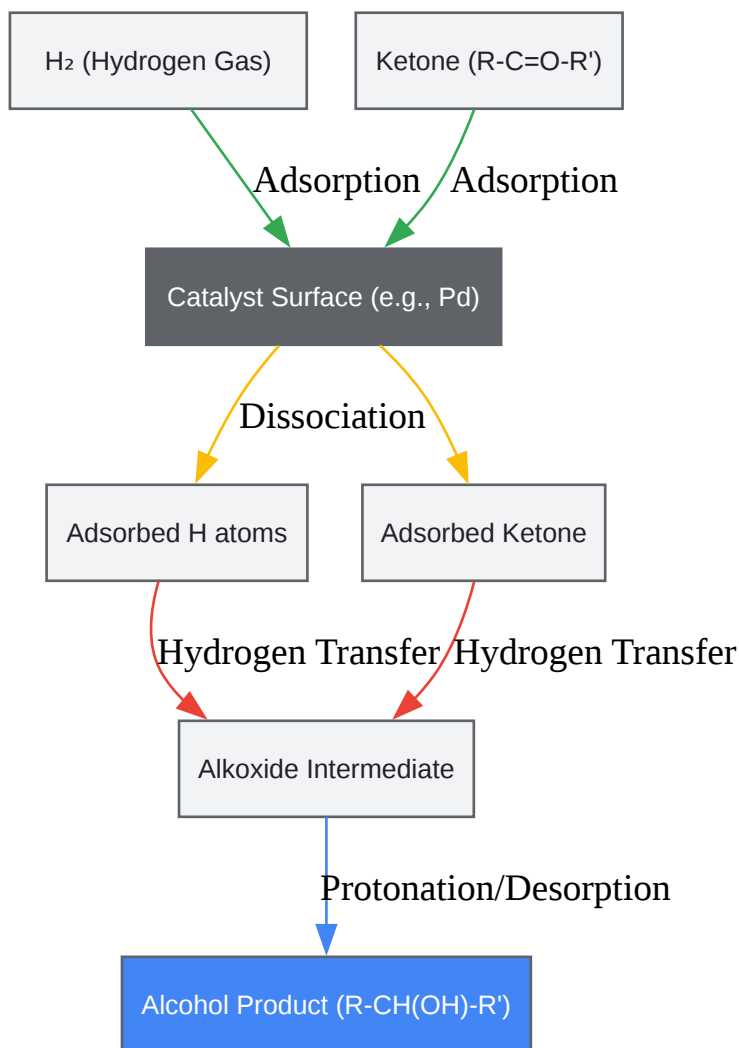 H₂ (Hydrogen Gas)
Ketone (R-C=O-R')
Adsorption
Adsorption
Catalyst Surface (e.g., Pd)
Dissociation
Adsorbed H atoms
Adsorbed Ketone
Hydrogen Transfer
Hydrogen Transfer
Alkoxide Intermediate
Protonation/Desorption
Alcohol Product (R-CH(OH)-R')